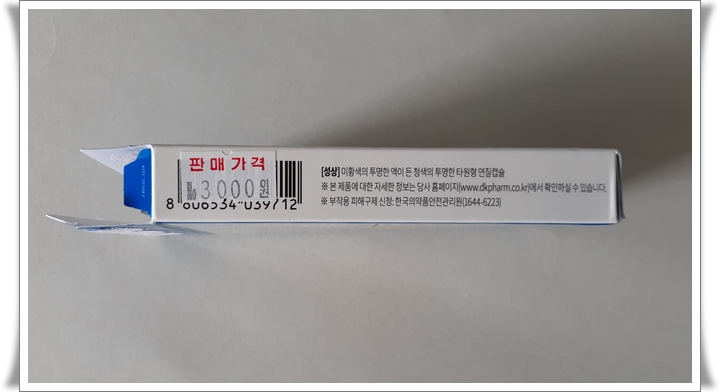 판매가격
₩3000원
8 806534 039712
[성상] 미황색의 투명한 액이 든 청색의 투명한 타원형 연질캡슐
※ 본 제품에 대한 자세한 정보는 당사 홈페이지(www.dkpharm.co.kr)에서 확인하실 수 있습니다.
※ 부작용 피해구제 신청: 한국의약품안전관리원(1644-6223)